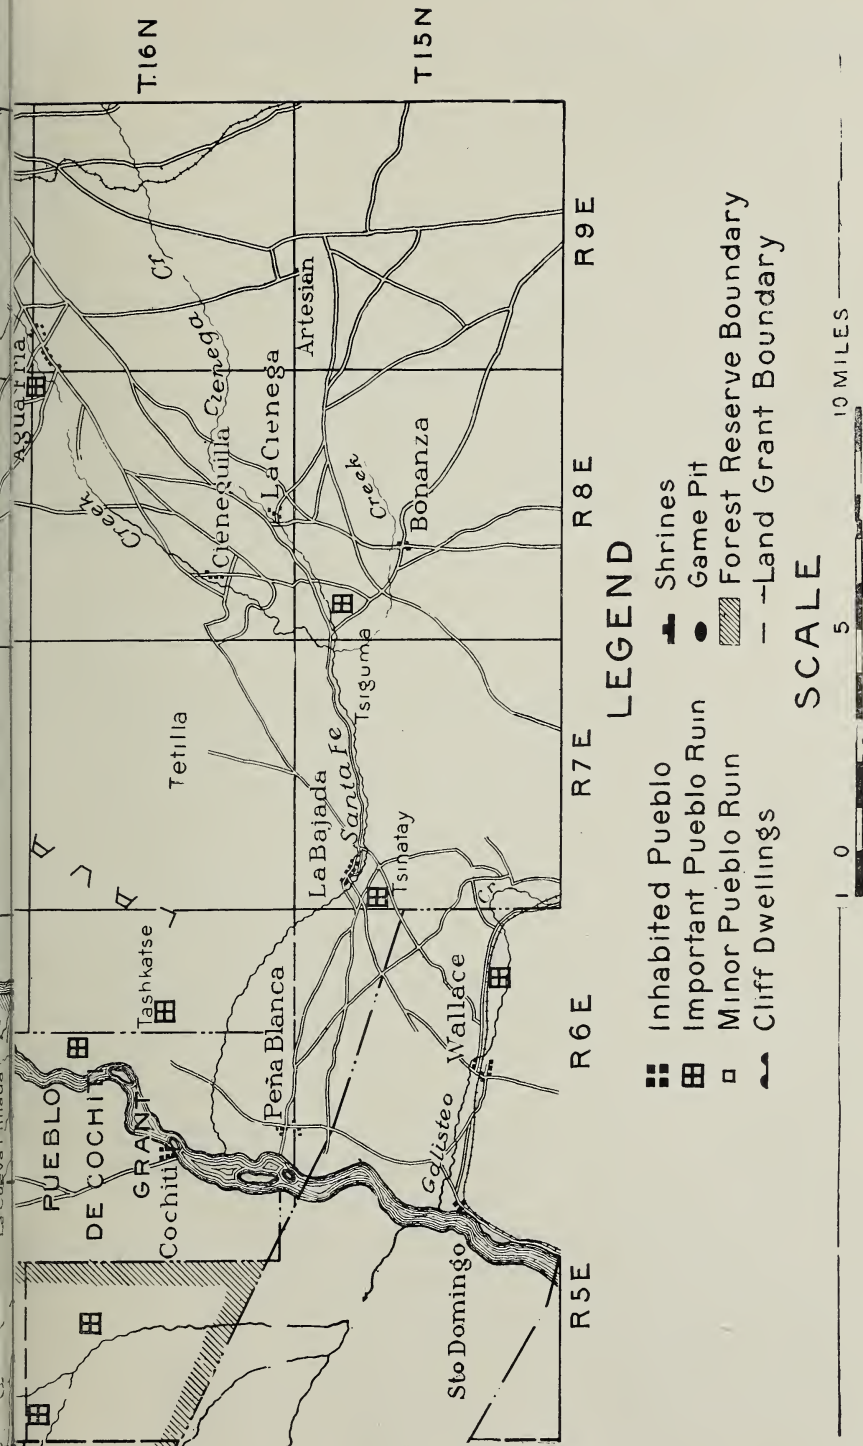 T.16N
T15N
PUEBLO
DE COCHITI
GRANT
Cochiti
Tashkatse
Tetilla
Creek
Cieneguilla
Cienega
Cr
Peña Blanca
La Bajada
Santa Fe
Tsiguma
La Cienega
Artesian
Tsinatay
Creek
Bonanza
Sto Domingo
Galisteo
Wallace
Cr
R5E
R6E
R7E
R8E
R9E
LEGEND
Inhabited Pueblo
Important Pueblo Ruin
Minor Pueblo Ruin
Cliff Dwellings
Shrines
Game Pit
Forest Reserve Boundary
Land Grant Boundary
SCALE
1 0 5 10 MILES